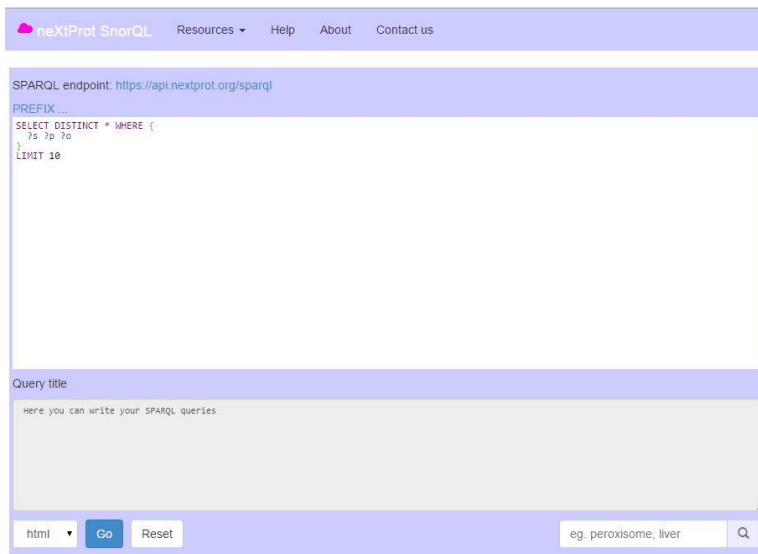 neXtProt SnorQL Resources Help About Contact us
SPARQL endpoint: https://api.nextprot.org/sparql
PREFIX ...
SELECT DISTINCT * WHERE {
?s ?p ?o
}
LIMIT 10
Query title
Here you can write your SPARQL queries
html Go Reset eg. peroxisome, liver